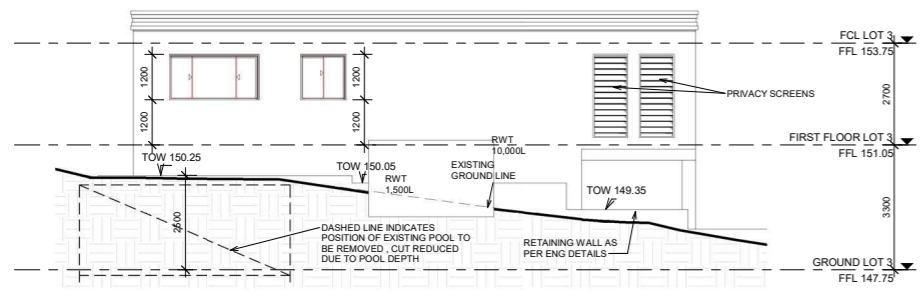 FCL LOT 3
FFL 153.75
1200
1200
2700
PRIVACY SCREENS
1200
1200
RWT
10,000L
FIRST FLOOR LOT 3
FFL 151.05
TOW 150.25
TOW 150.05
EXISTING
GROUND LINE
RWT
1,500L
TOW 149.35
2500
3300
DASHED LINE INDICATES
POSITION OF EXISTING POOL TO
BE REMOVED , CUT REDUCED
DUE TO POOL DEPTH
RETAINING WALL AS
PER ENG DETAILS
GROUND LOT 3
FFL 147.75